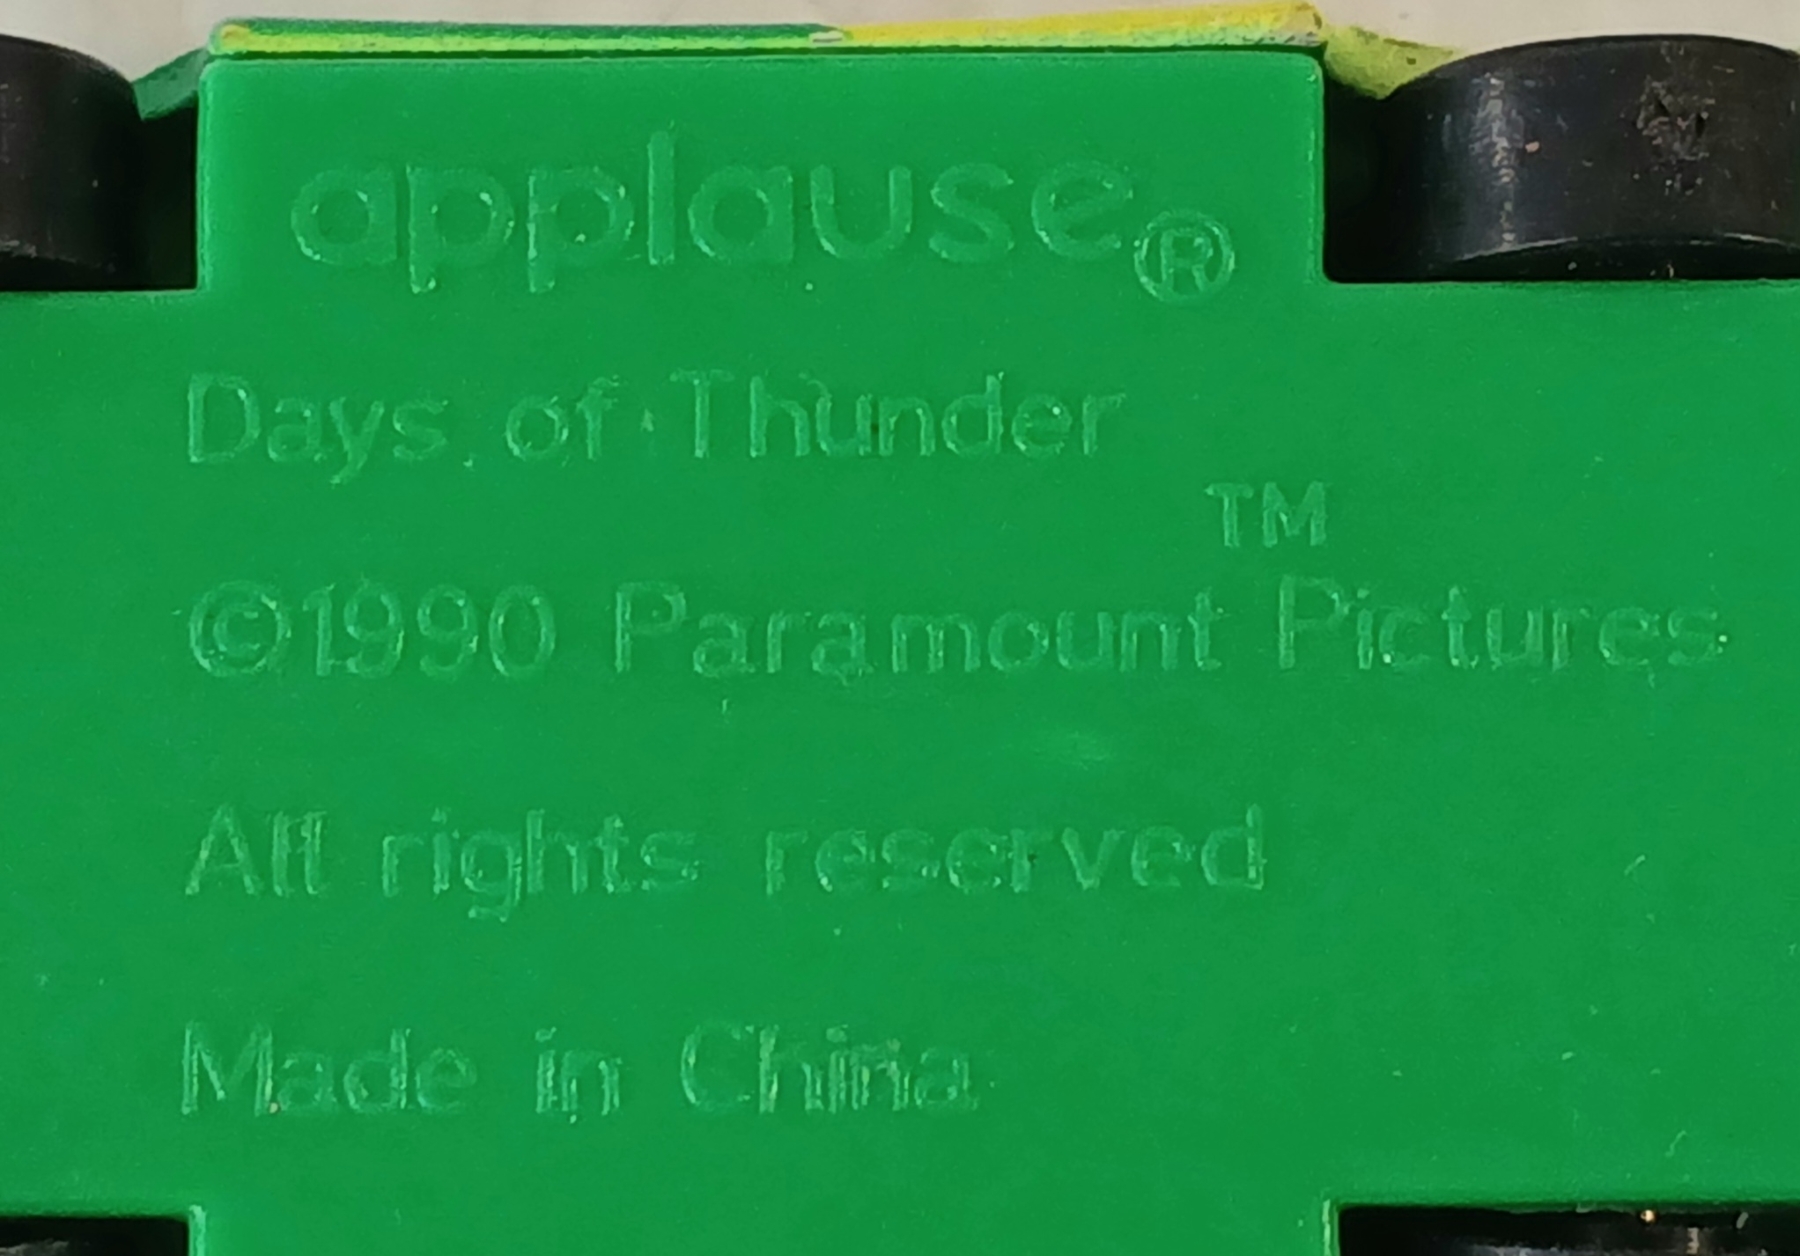 applause®
Days of Thunder
TM
©1990 Paramount Pictures
All rights reserved
Made in China